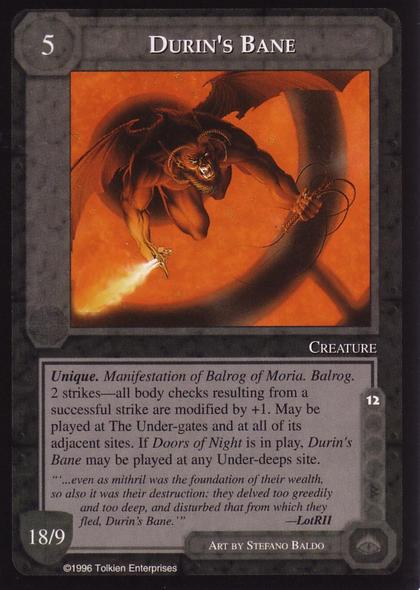 5
DURIN'S BANE
CREATURE
Unique. Manifestation of Balrog of Moria. Balrog.
2 strikes—all body checks resulting from a
successful strike are modified by +1. May be
played at The Under-gates and at all of its
adjacent sites. If Doors of Night is in play, Durin's
Bane may be played at any Under-deeps site.
12
"'...even as mithril was the foundation of their wealth,
so also it was their destruction: they delved too greedily
and too deep, and disturbed that from which they
fled, Durin's Bane.'"
—LotRII
18/9
ART BY STEFANO BALDO
©1996 Tolkien Enterprises